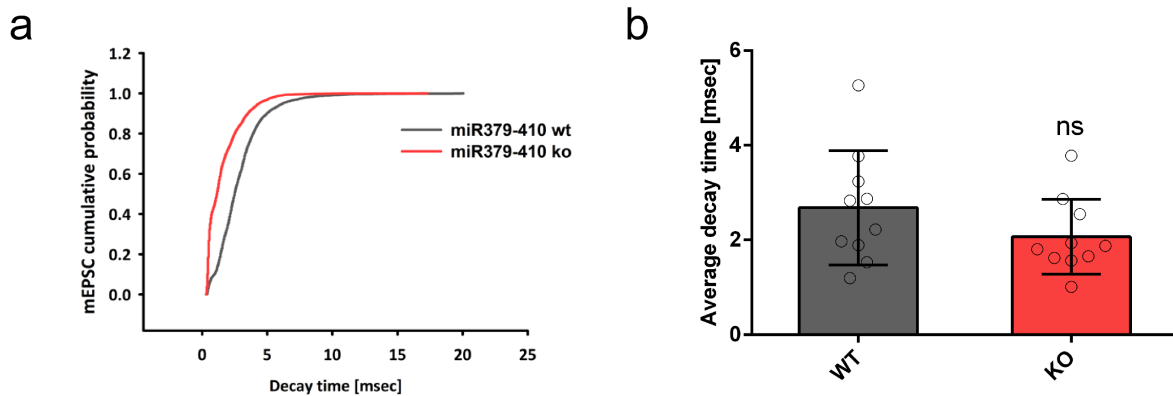 a
mEPSC cumulative probability
1.2
1.0
0.8
0.6
0.4
0.2
0.0
0 5 10 15 20 25
Decay time [msec]
miR379-410 wt
miR379-410 ko
b
Average decay time [msec]
6
4
2
0
ns
WT KO